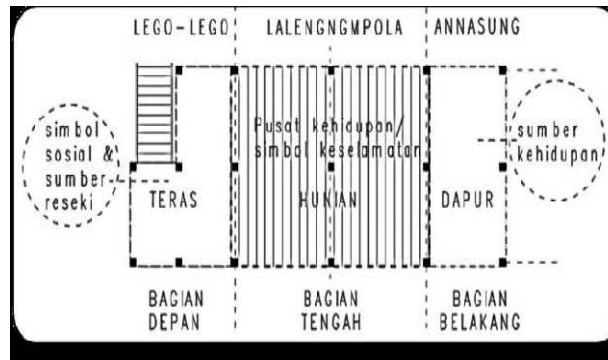 LEGO-LEGO
LALENGNGMPOLA
ANNASUNG
simbol
sosial &
sumber
reseki
Pusat kehidupan/
simbol keselamatan
sumber
kehidupan
TERAS
HUNIAN
DAPUR
BAGIAN
DEPAN
BAGIAN
TENGAH
BAGIAN
BELAKANG